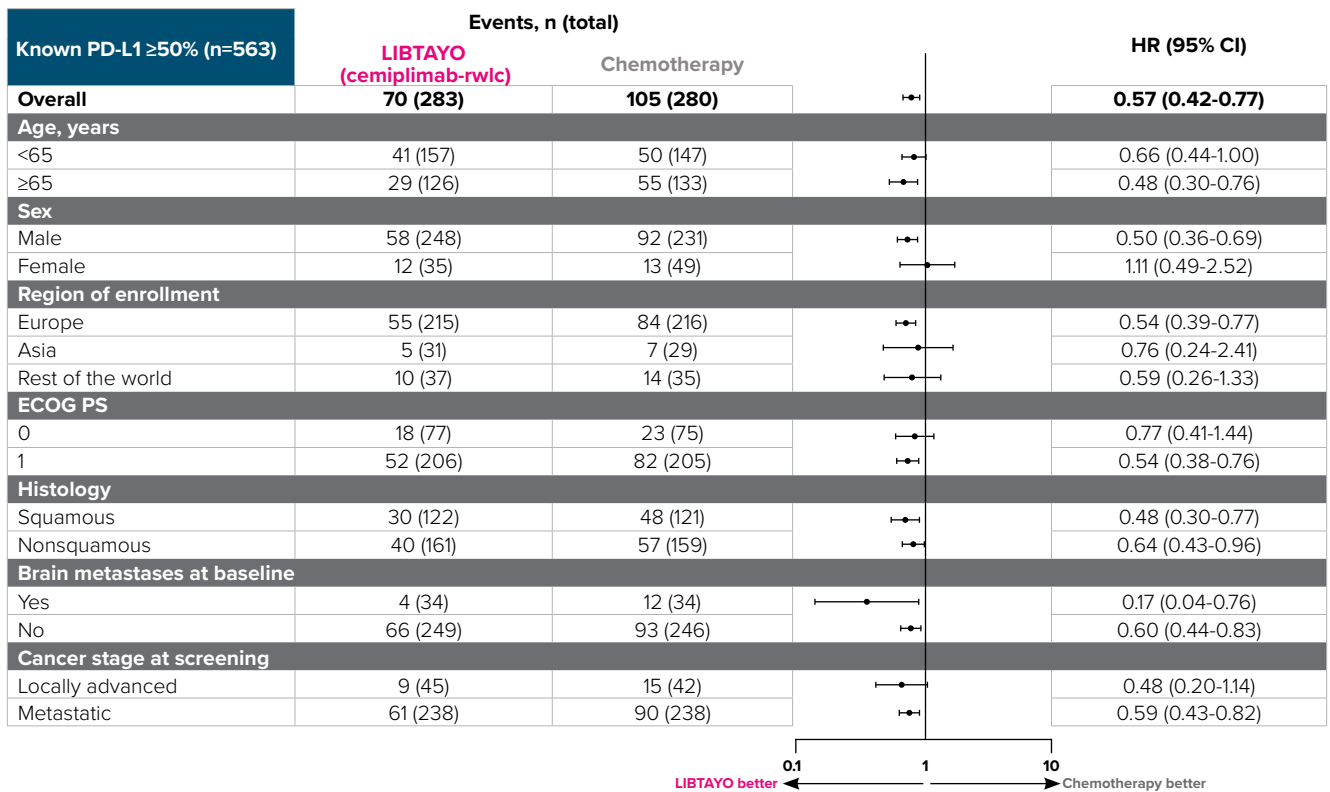 Known PD-L1 ≥50% (n=563)
Events, n (total)
LIBTAYO
(cemiplimab-rwlc)
Chemotherapy
HR (95% CI)
Overall 70 (283) 105 (280) 0.57 (0.42-0.77)
Age, years
<65 41 (157) 50 (147) 0.66 (0.44-1.00)
≥65 29 (126) 55 (133) 0.48 (0.30-0.76)
Sex
Male 58 (248) 92 (231) 0.50 (0.36-0.69)
Female 12 (35) 13 (49) 1.11 (0.49-2.52)
Region of enrollment
Europe 55 (215) 84 (216) 0.54 (0.39-0.77)
Asia 5 (31) 7 (29) 0.76 (0.24-2.41)
Rest of the world 10 (37) 14 (35) 0.59 (0.26-1.33)
ECOG PS
0 18 (77) 23 (75) 0.77 (0.41-1.44)
1 52 (206) 82 (205) 0.54 (0.38-0.76)
Histology
Squamous 30 (122) 48 (121) 0.48 (0.30-0.77)
Nonsquamous 40 (161) 57 (159) 0.64 (0.43-0.96)
Brain metastases at baseline
Yes 4 (34) 12 (34) 0.17 (0.04-0.76)
No 66 (249) 93 (246) 0.60 (0.44-0.83)
Cancer stage at screening
Locally advanced 9 (45) 15 (42) 0.48 (0.20-1.14)
Metastatic 61 (238) 90 (238) 0.59 (0.43-0.82)
0.1 1 10
LIBTAYO better Chemotherapy better